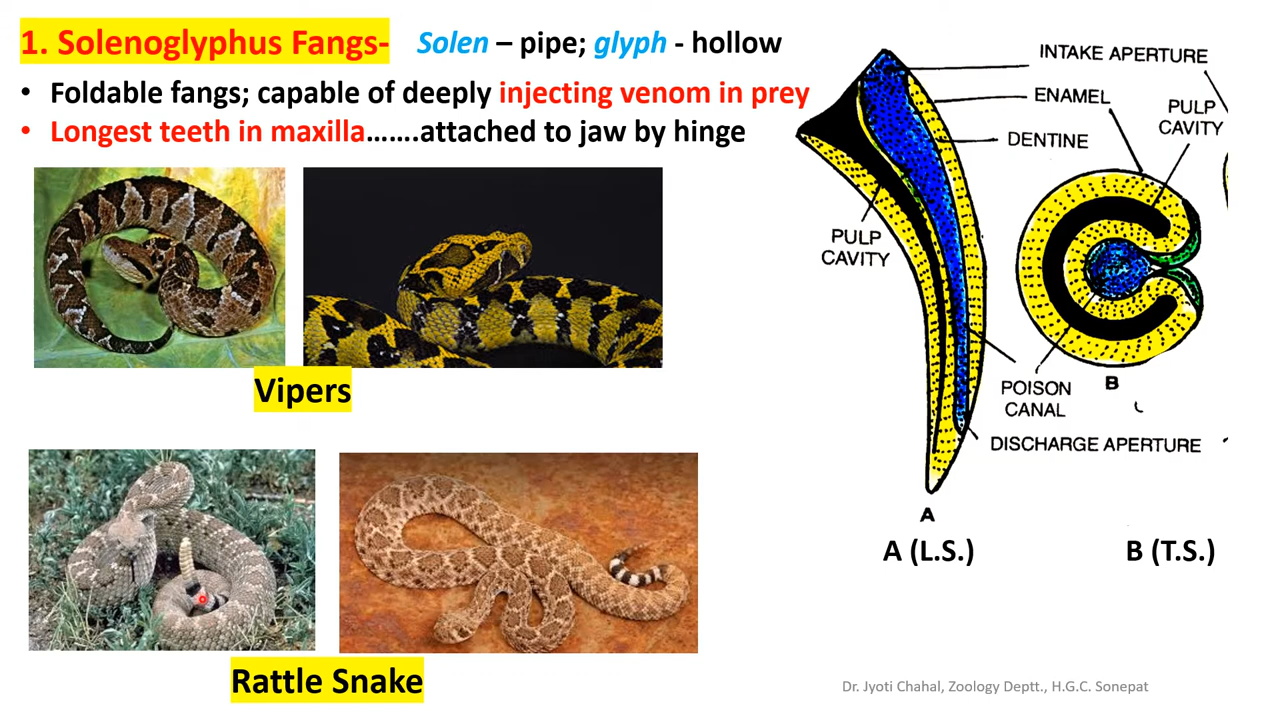 1. Solenoglyphus Fangs- Solen – pipe; glyph - hollow
• Foldable fangs; capable of deeply injecting venom in prey
• Longest teeth in maxilla…….attached to jaw by hinge
Vipers
Rattle Snake
INTAKE APERTURE
ENAMEL
PULP
CAVITY
DENTINE
PULP
CAVITY
POISON
CANAL
B
DISCHARGE APERTURE
A
A (L.S.)
B (T.S.)
Dr. Jyoti Chahal, Zoology Deptt., H.G.C. Sonepat